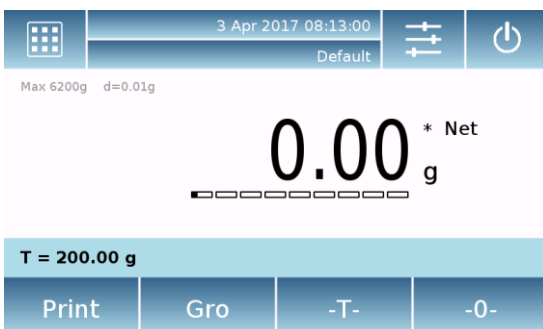 3 Apr 2017 08:13:00
Default
Max 6200g d=0.01g
0.00 g * Net
T = 200.00 g
Print Gro -T- -0-